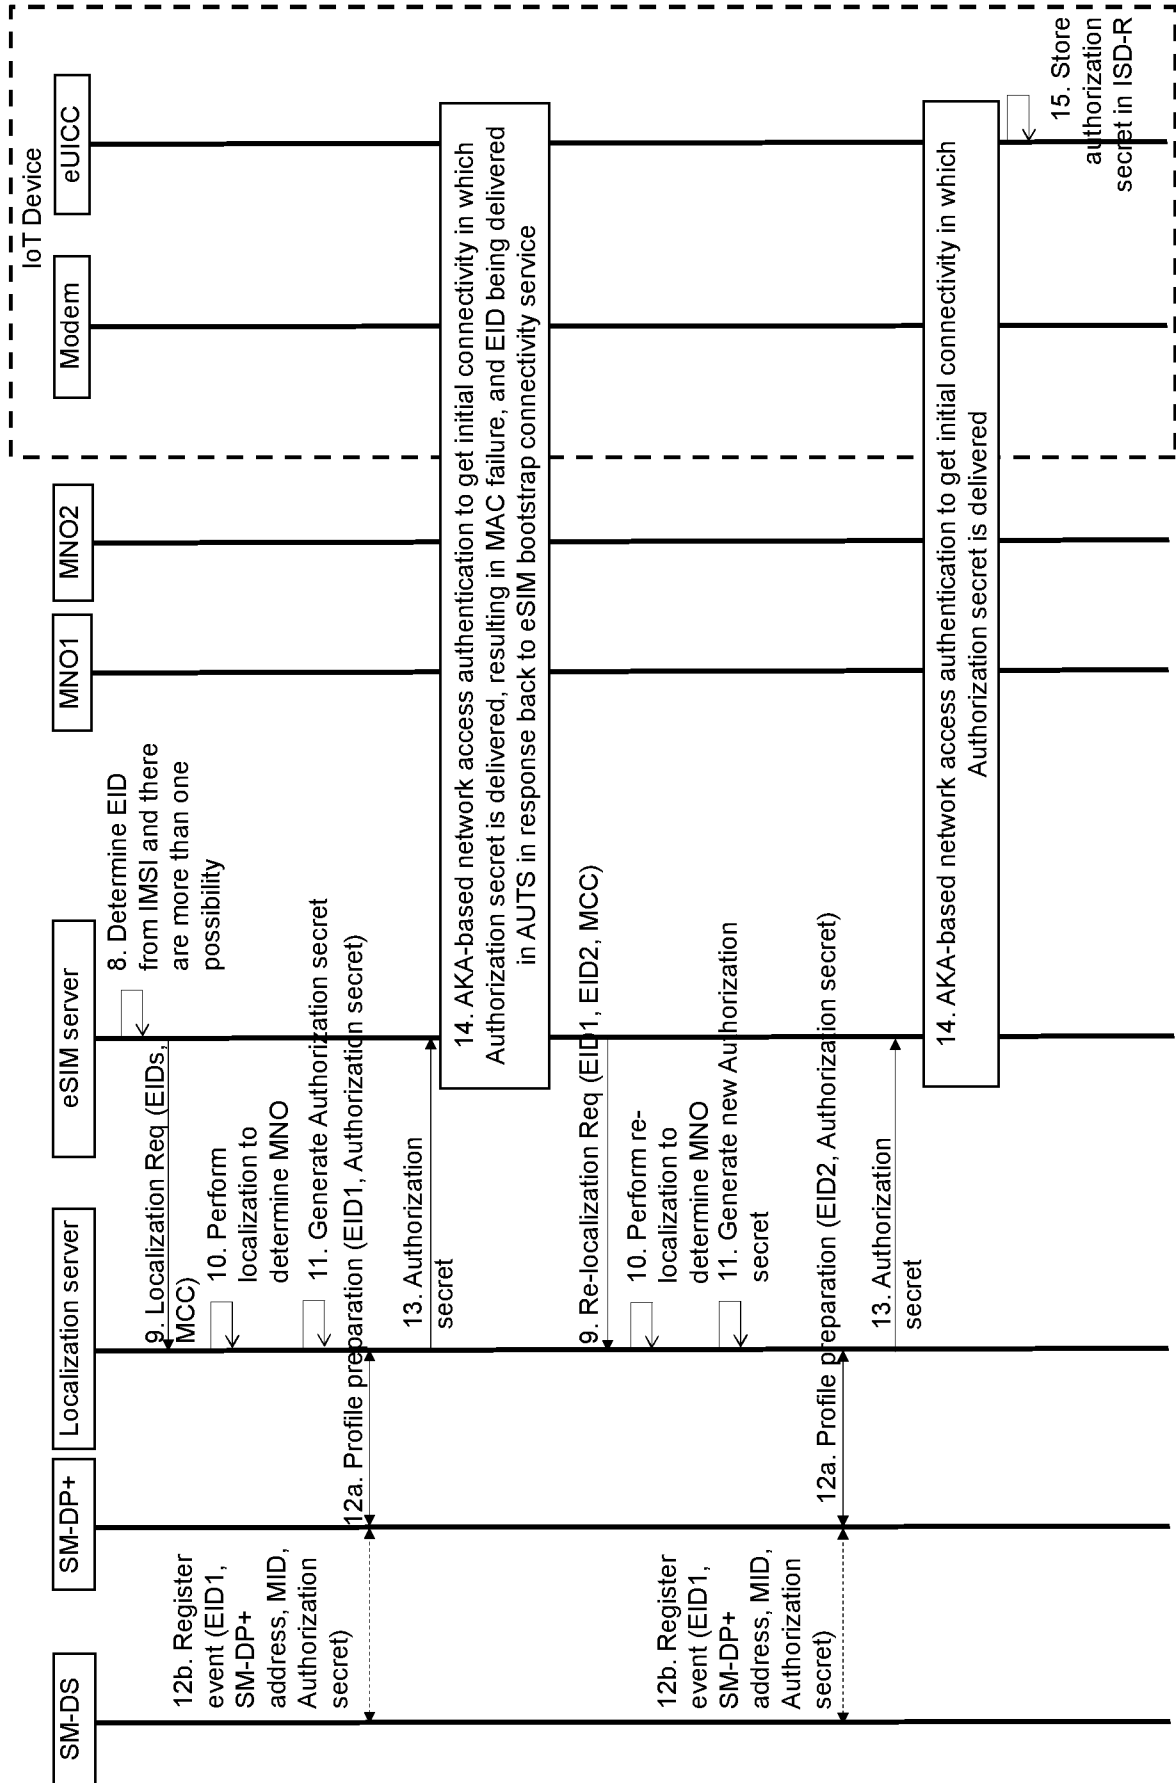 IoT Device
SM-DS
SM-DP+
Localization server
eSIM server
MNO1
MNO2
Modem
eUICC
8. Determine EID
from IMSI and there
are more than one
possibility
9. Localization Req (EIDs,
MCC)
10. Perform
localization to
determine MNO
11. Generate Authorization secret
12a. Profile preparation (EID1, Authorization secret)
12b. Register
event (EID1,
SM-DP+
address, MID,
Authorization
secret)
13. Authorization
secret
14. AKA-based network access authentication to get initial connectivity in which
Authorization secret is delivered, resulting in MAC failure, and EID being delivered
in AUTS in response back to eSIM bootstrap connectivity service
9. Re-localization Req (EID1, EID2, MCC)
10. Perform re-
localization to
determine MNO
11. Generate new Authorization
secret
12a. Profile preparation (EID2, Authorization secret)
12b. Register
event (EID1,
SM-DP+
address, MID,
Authorization
secret)
13. Authorization
secret
14. AKA-based network access authentication to get initial connectivity in which
Authorization secret is delivered
15. Store
authorization
secret in ISD-R